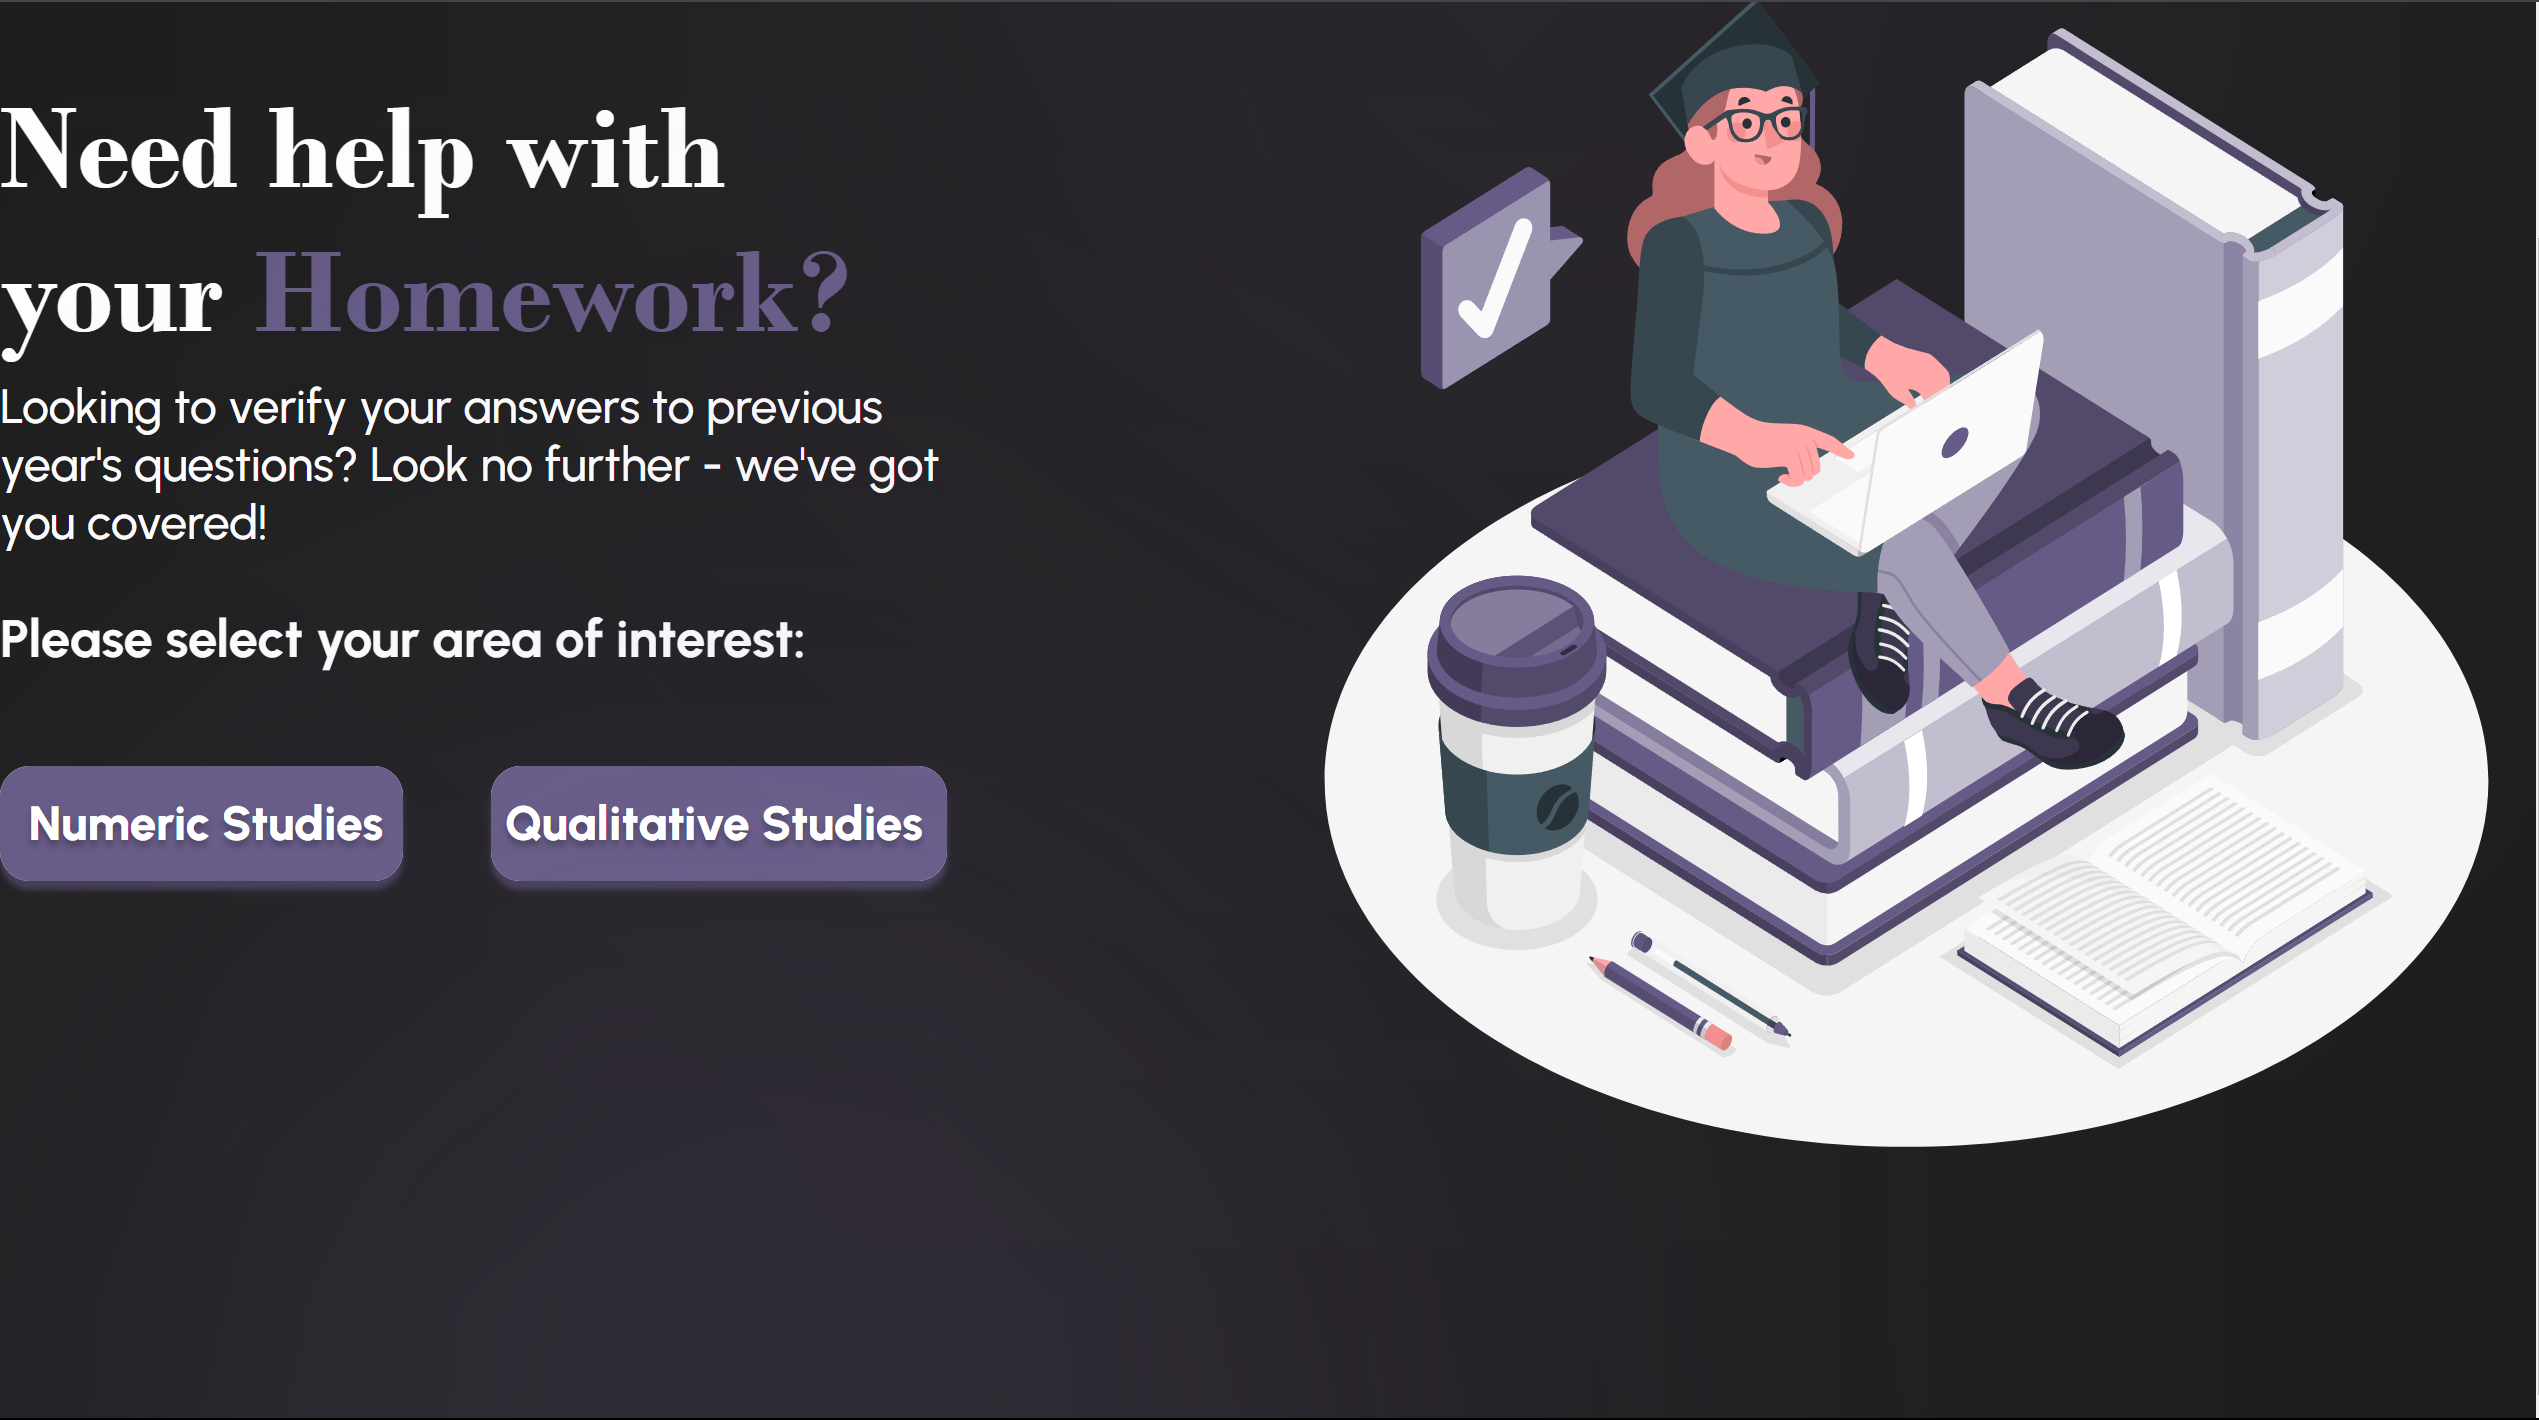 Need help with
your Homework?
Looking to verify your answers to previous
year's questions? Look no further - we've got
you covered!
Please select your area of interest:
Numeric Studies
Qualitative Studies